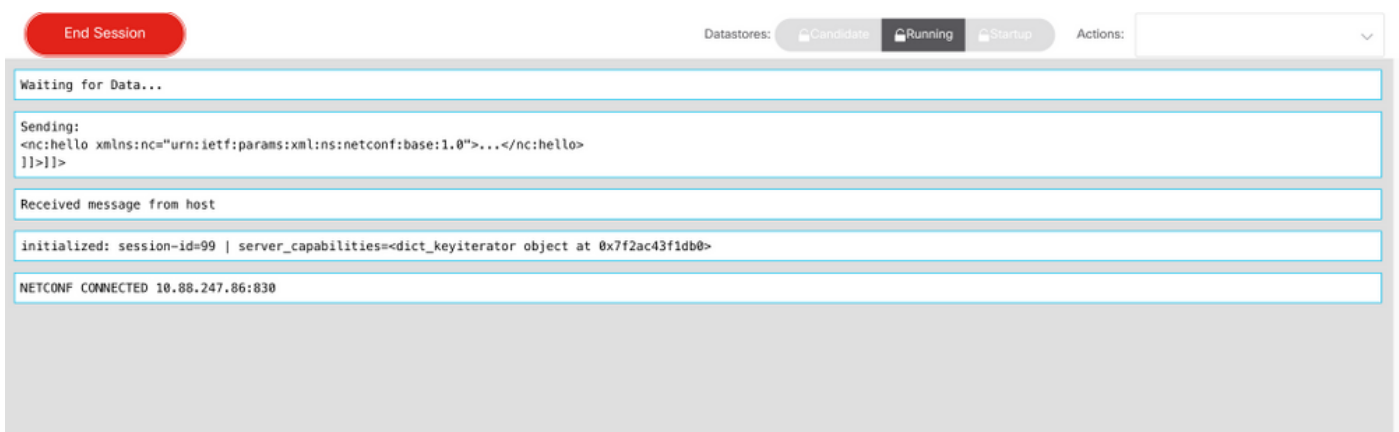 End Session
Datastores: Candidate Running Startup Actions:
Waiting for Data...
Sending:
<nc:hello xmlns:nc="urn:ietf:params:xml:ns:netconf:base:1.0">...</nc:hello>
]]>]]>
Received message from host
initialized: session-id=99 | server_capabilities=<dict_keyiterator object at 0x7f2ac43f1db0>
NETCONF CONNECTED 10.88.247.86:830